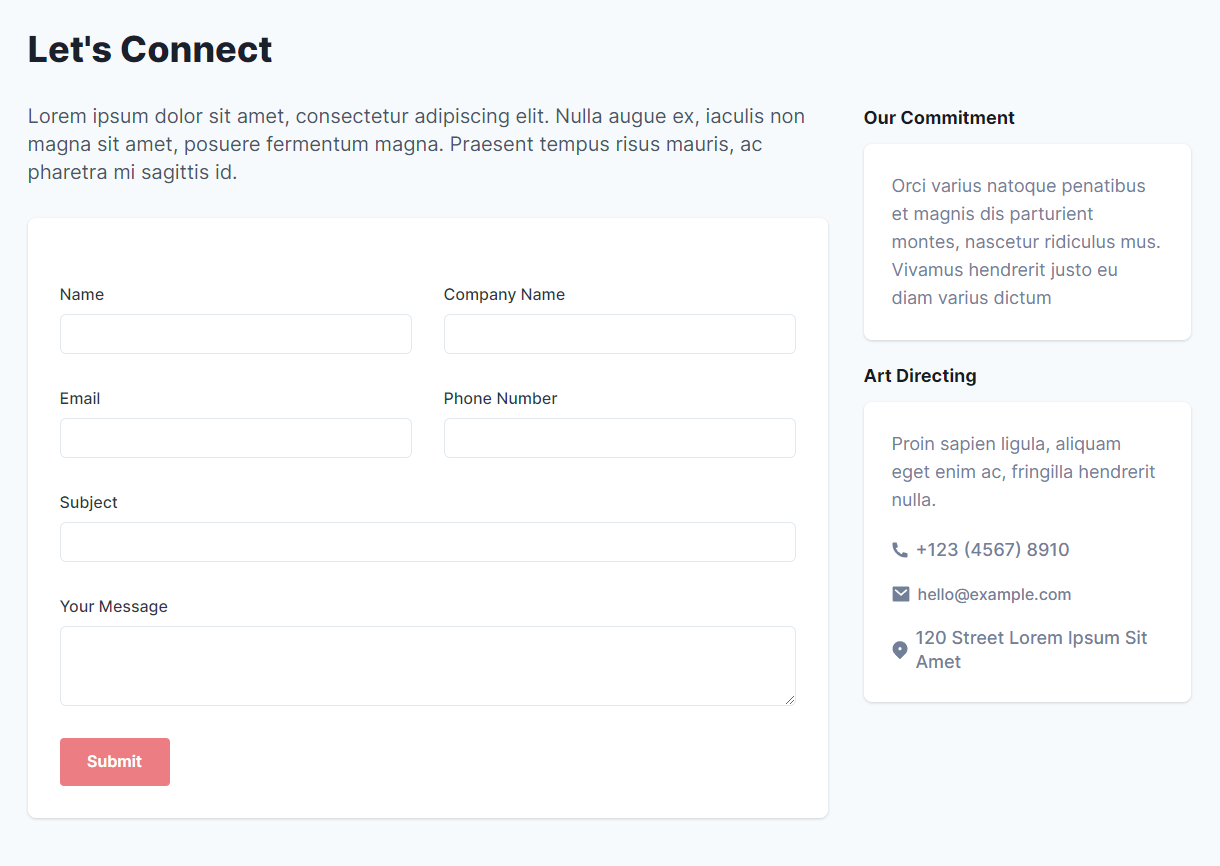 Let's Connect
Lorem ipsum dolor sit amet, consectetur adipiscing elit. Nulla augue ex, iaculis non
magna sit amet, posuere fermentum magna. Praesent tempus risus mauris, ac
pharetra mi sagittis id.
Name
Company Name
Email
Phone Number
Subject
Your Message
Submit
Our Commitment
Orci varius natoque penatibus
et magnis dis parturient
montes, nascetur ridiculus mus.
Vivamus hendrerit justo eu
diam varius dictum
Art Directing
Proin sapien ligula, aliquam
eget enim ac, fringilla hendrerit
nulla.
+123 (4567) 8910
hello@example.com
120 Street Lorem Ipsum Sit
Amet